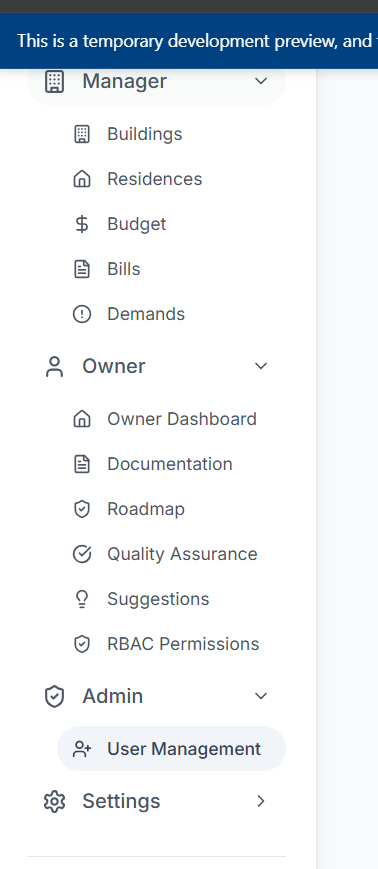 This is a temporary development preview, and
Manager
Buildings
Residences
Budget
Bills
Demands
Owner
Owner Dashboard
Documentation
Roadmap
Quality Assurance
Suggestions
RBAC Permissions
Admin
User Management
Settings